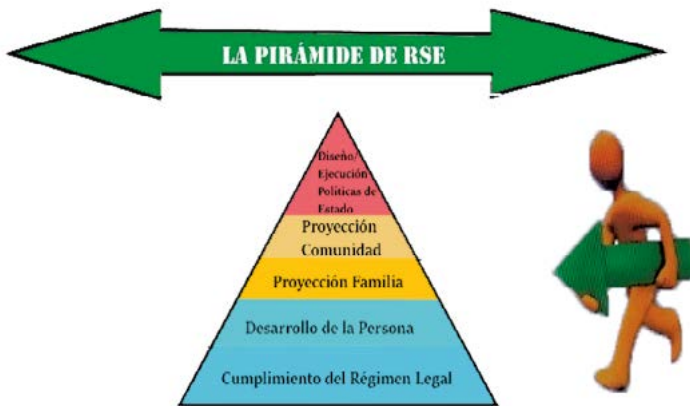 LA PIRÁMIDE DE RSE
Diseño/
Ejecución
Políticas de
Estado
Proyección
Comunidad
Proyección Familia
Desarrollo de la Persona
Cumplimiento del Régimen Legal